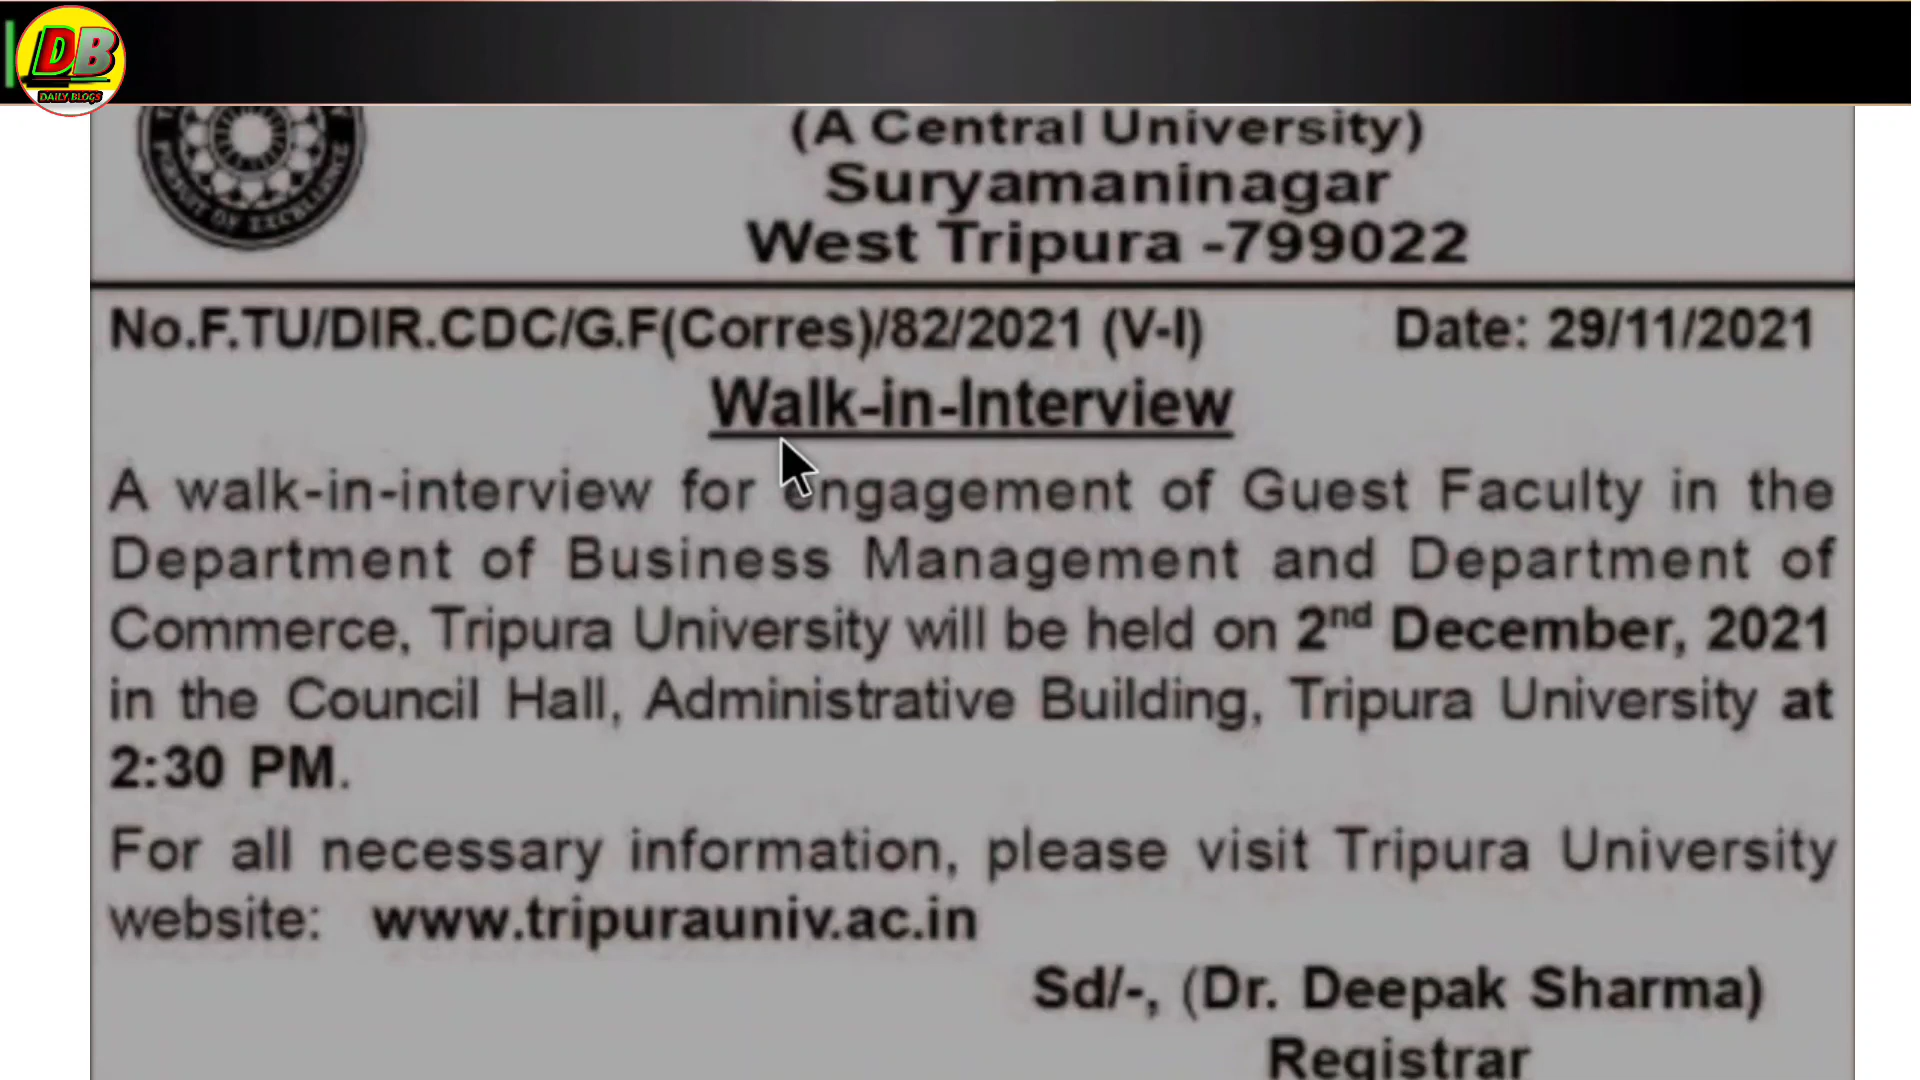 DB
DAILY BLOGS
(A Central University)
Suryamaninagar
West Tripura -799022
OF EXCELLENCE
No.F.TU/DIR.CDC/G.F(Corres)/82/2021 (V-I) Date: 29/11/2021
Walk-in-Interview
A walk-in-interview for engagement of Guest Faculty in the
Department of Business Management and Department of
Commerce, Tripura University will be held on 2nd December, 2021
in the Council Hall, Administrative Building, Tripura University at
2:30 PM.
For all necessary information, please visit Tripura University
website: www.tripurauniv.ac.in
Sd/-, (Dr. Deepak Sharma)
Registrar